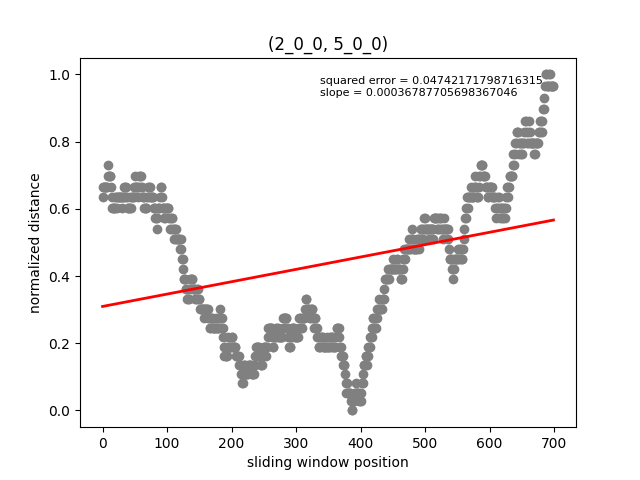 (2_0_0, 5_0_0)
squared error = 0.04742171798716315
slope = 0.00036787705698367046
normalized distance
1.0
0.8
0.6
0.4
0.2
0.0
0 100 200 300 400 500 600 700
sliding window position